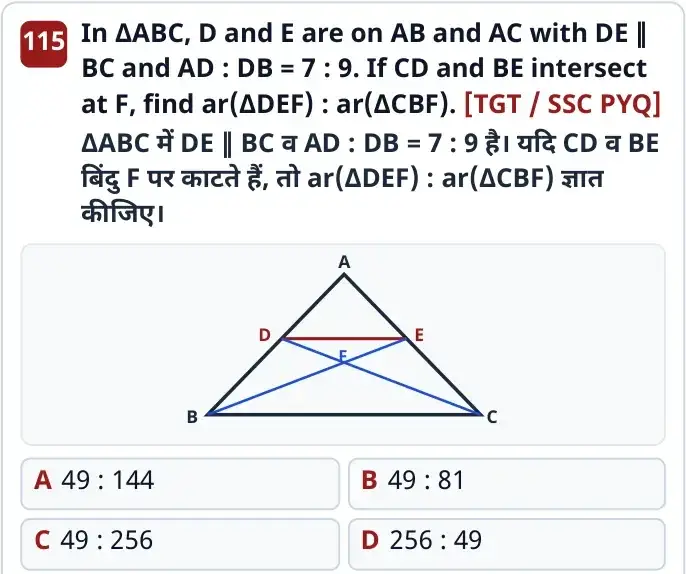 115 In ΔABC, D and E are on AB and AC with DE ∥
BC and AD : DB = 7 : 9. If CD and BE intersect
at F, find ar(ΔDEF) : ar(ΔCBF). [TGT / SSC PYQ]
ΔABC में DE ∥ BC व AD : DB = 7 : 9 है। यदि CD व BE
बिंदु F पर काटते हैं, तो ar(ΔDEF) : ar(ΔCBF) ज्ञात
कीजिए।
A
D E
F
B C
A 49 : 144
B 49 : 81
C 49 : 256
D 256 : 49